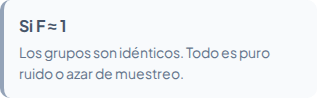 Si F ≈ 1
Los grupos son idénticos. Todo es puro
ruido o azar de muestreo.